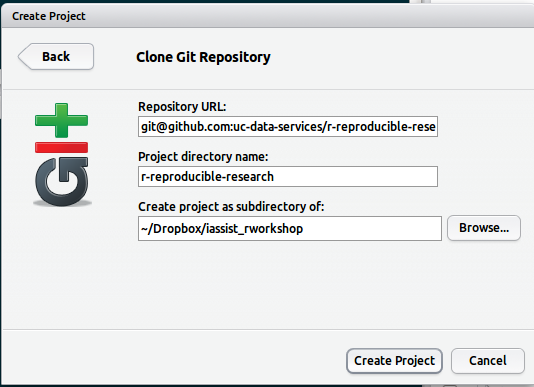 Create Project
Back
Clone Git Repository
Repository URL:
git@github.com:uc-data-services/r-reproducible-rese
Project directory name:
r-reproducible-research
Create project as subdirectory of:
~/Dropbox/iassist_rworkshop
Browse...
git
Create Project
Cancel